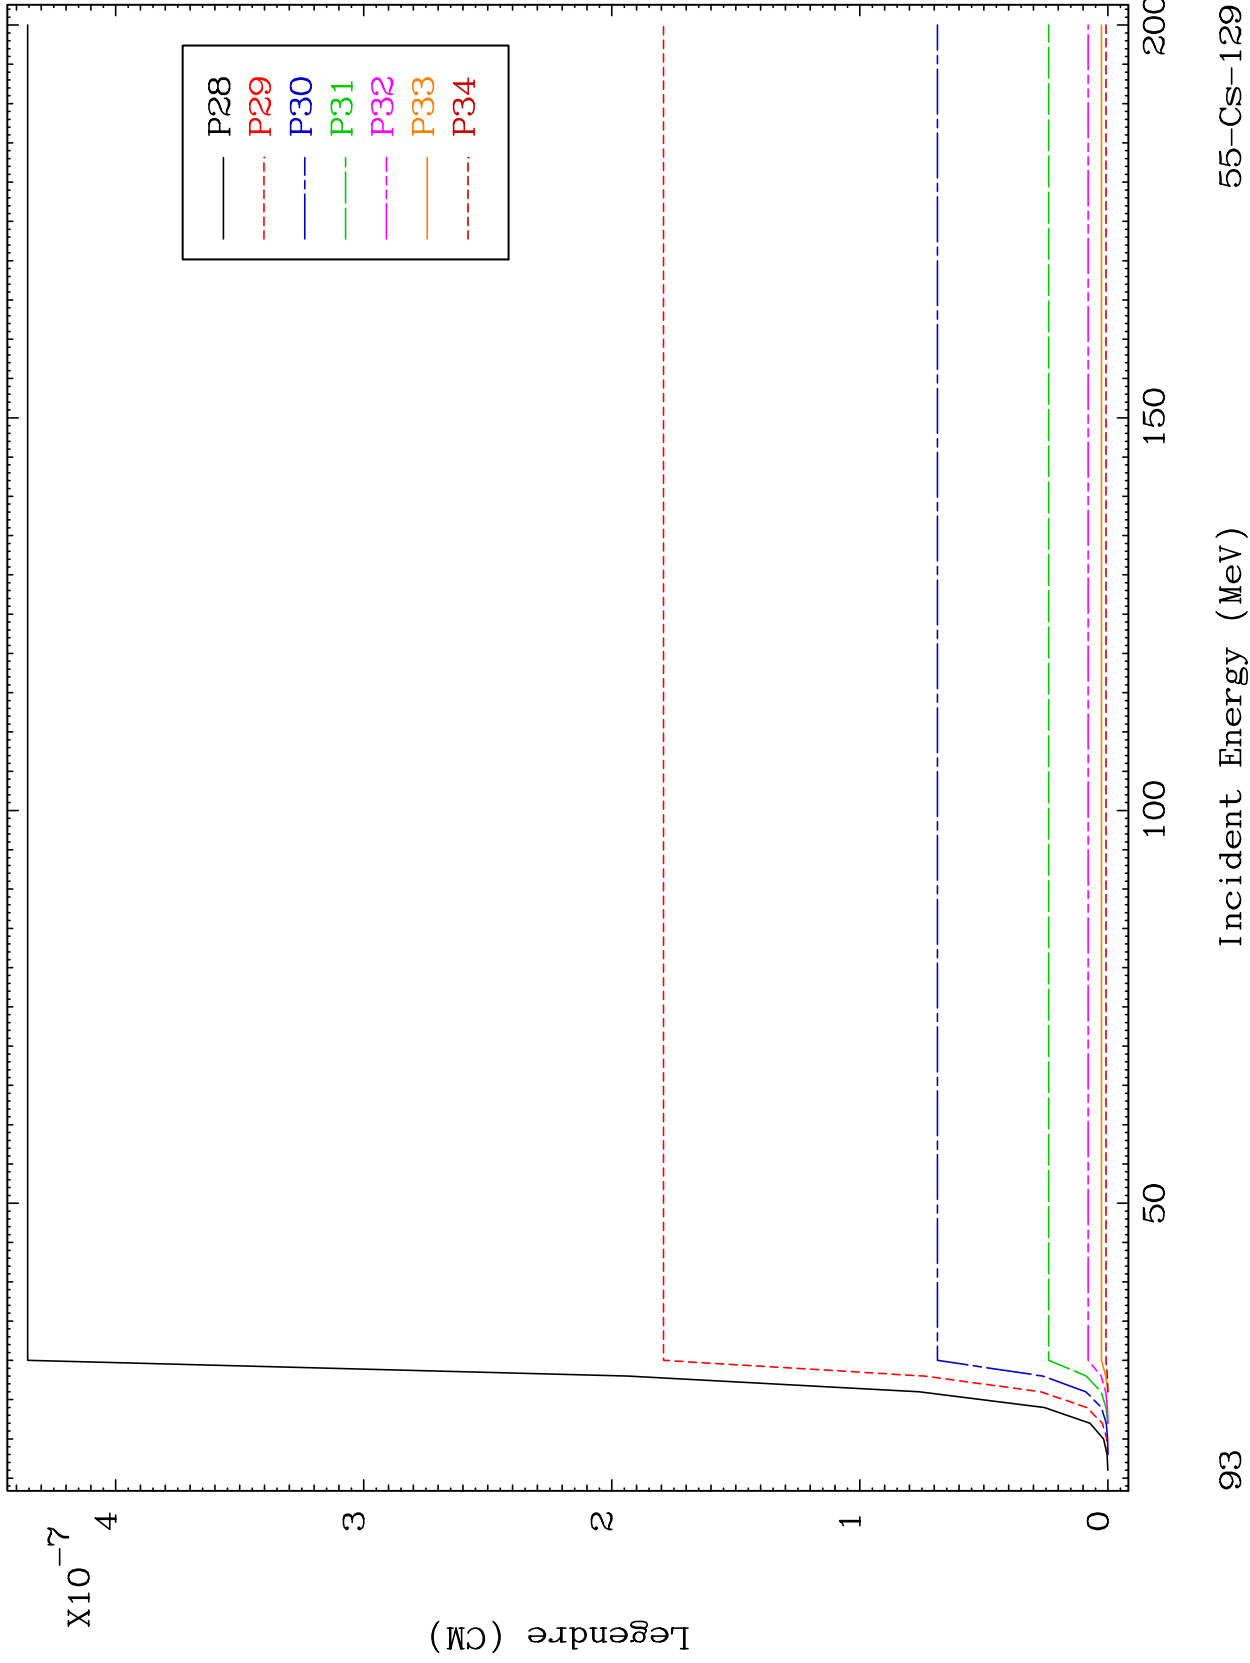 X10-7
4
3
2
1
0
Legendre (CM)
P28
P29
P30
P31
P32
P33
P34
50
100
150
200
93
Incident Energy (MeV)
55-Cs-129